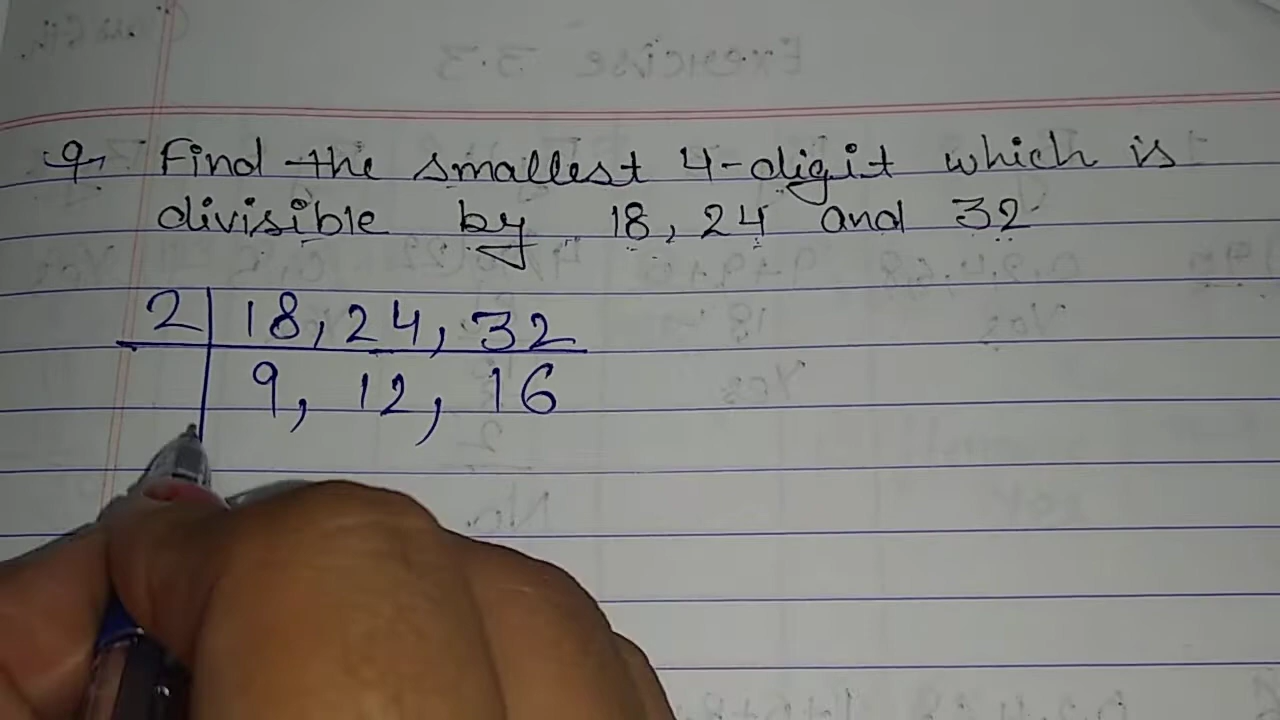 Q, Find the smallest 4-digit which is
divisible by 18, 24 and 32.
2 | 18, 24, 32
9, 12, 16